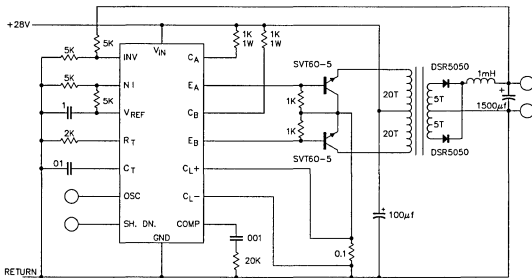 +28V
5K
5K
VIN
1K
1W
1K
1W
SVT60-5
DSR5050
1mH
INV
CA
5K
NI
EA
20T
5T
+
1500µf
1
5K
VREF
CB
1K
2K
RT
EB
1K
20T
5T
SVT60-5
DSR5050
01
CT
CL+
OSC
CL-
SH. DN.
COMP
001
+
100µf
GND
20K
0.1
RETURN